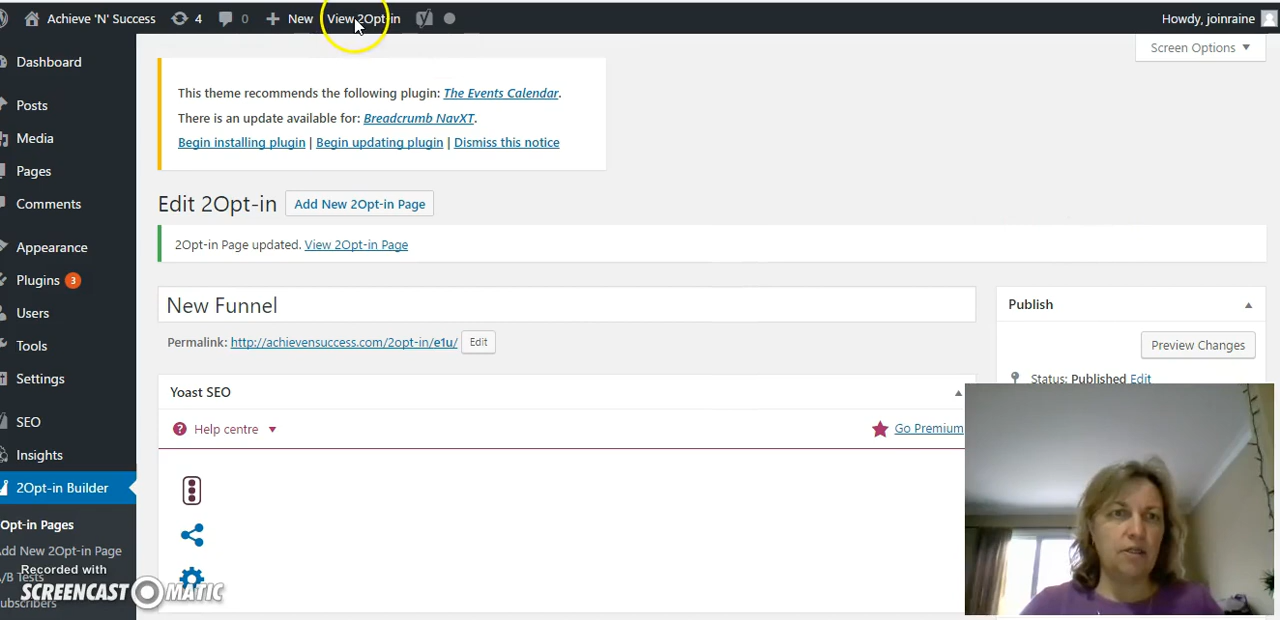 Achieve 'N' Success 4 0 New View 2Opt-in Howdy, joinraine
Screen Options
Dashboard
Posts
Media
Pages
Comments
Appearance
Plugins 3
Users
Tools
Settings
SEO
Insights
2Opt-in Builder
Opt-in Pages
dd New 2Opt-in Page
/B Tests
ubscribers
This theme recommends the following plugin: The Events Calendar.
There is an update available for: Breadcrumb NavXT.
Begin installing plugin | Begin updating plugin | Dismiss this notice
Edit 2Opt-in Add New 2Opt-in Page
2Opt-in Page updated. View 2Opt-in Page
New Funnel
Permalink: http://achievensuccess.com/2opt-in/e1u/ Edit
Yoast SEO
Help centre
Go Premium
Publish
Preview Changes
Status: Published Edit
Recorded with
SCREENCAST MATIC